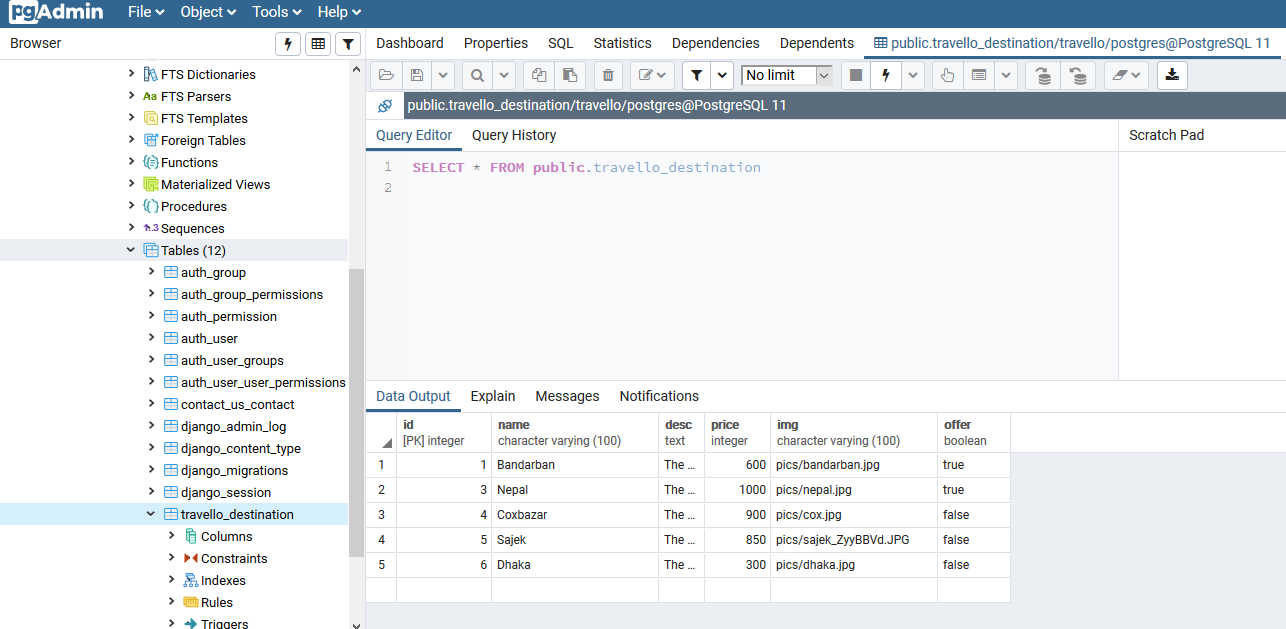 pgAdmin File Object Tools Help
Browser
Dashboard Properties SQL Statistics Dependencies Dependents public.travello_destination/travello/postgres@PostgreSQL 11
No limit
public.travello_destination/travello/postgres@PostgreSQL 11
Query Editor Query History
Scratch Pad
1 SELECT * FROM public.travello_destination
2
FTS Dictionaries
Aa FTS Parsers
FTS Templates
Foreign Tables
Functions
Materialized Views
Procedures
1..3 Sequences
Tables (12)
auth_group
auth_group_permissions
auth_permission
auth_user
auth_user_groups
auth_user_user_permissions
contact_us_contact
django_admin_log
django_content_type
django_migrations
django_session
travello_destination
Columns
Constraints
Indexes
Rules
Triggers
Data Output Explain Messages Notifications
id name desc price img offer
[PK] integer character varying (100) text integer character varying (100) boolean
1 1 Bandarban The ... 600 pics/bandarban.jpg true
2 3 Nepal The ... 1000 pics/nepal.jpg true
3 4 Coxbazar The ... 900 pics/cox.jpg false
4 5 Sajek The ... 850 pics/sajek_ZyyBBVd.JPG false
5 6 Dhaka The ... 300 pics/dhaka.jpg false